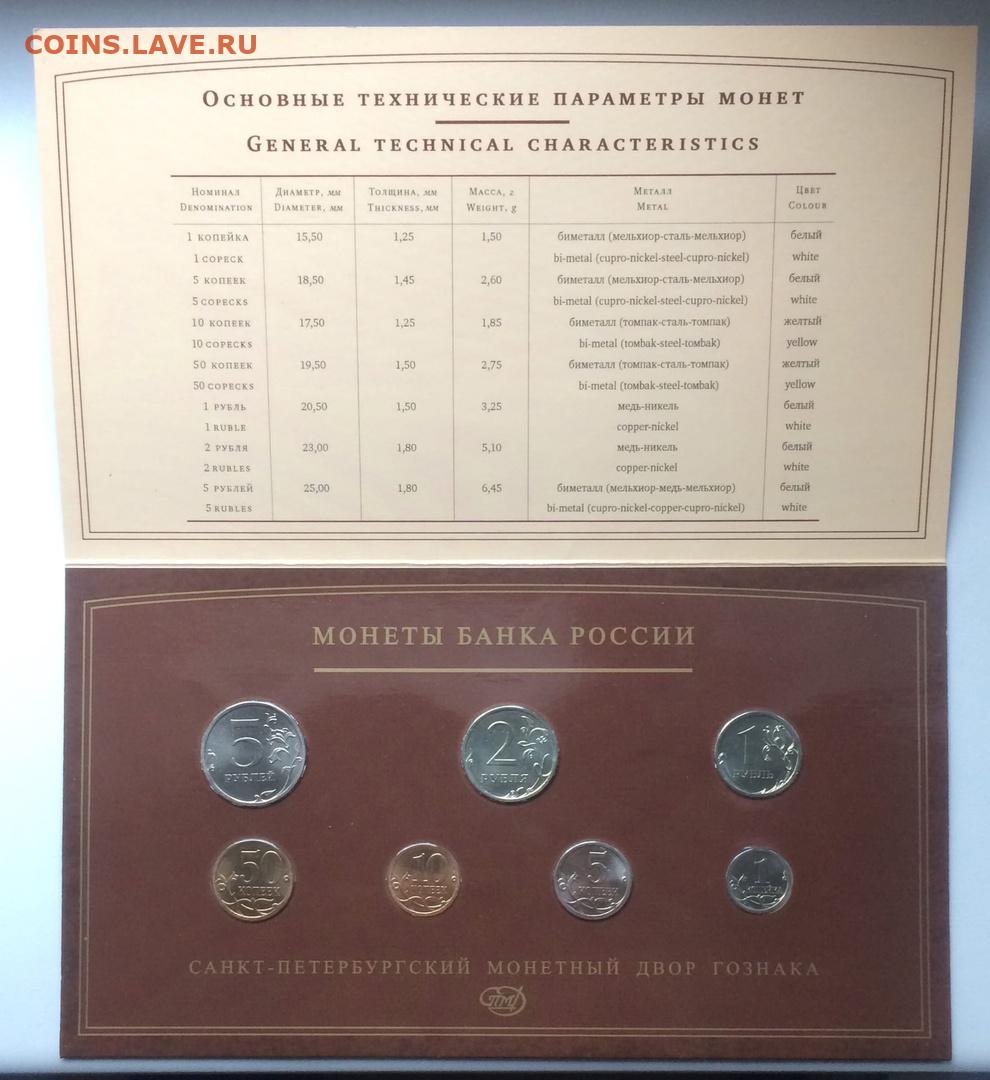 COINS.LAVE.RU
Основные технические параметры монет
General technical characteristics
Номинал Диаметр, мм Толщина, мм Масса, г Металл Цвет
Denomination Diameter, мм Thickness, мм Weight, g Metal Colour
1 копейка 15,50 1,25 1,50 биметалл (мельхиор-сталь-мельхиор) белый
1 copeck bi-metal (cupro-nickel-steel-cupro-nickel) white
5 копеек 18,50 1,45 2,60 биметалл (мельхиор-сталь-мельхиор) белый
5 copecks bi-metal (cupro-nickel-steel-cupro-nickel) white
10 копеек 17,50 1,25 1,85 биметалл (томпак-сталь-томпак) желтый
10 copecks bi-metal (tombak-steel-tombak) yellow
50 копеек 19,50 1,50 2,75 биметалл (томпак-сталь-томпак) желтый
50 copecks bi-metal (tombak-steel-tombak) yellow
1 рубль 20,50 1,50 3,25 медь-никель белый
1 ruble copper-nickel white
2 рубля 23,00 1,80 5,10 медь-никель белый
2 rubles copper-nickel white
5 рублей 25,00 1,80 6,45 биметалл (мельхиор-медь-мельхиор) белый
5 rubles bi-metal (cupro-nickel-copper-cupro-nickel) white
МОНЕТЫ БАНКА РОССИИ
5 2 1
РУБЛЕЙ РУБЛЯ РУБЛЬ
50 10 5 1
КОПЕЕК КОПЕЕК КОПЕЕК КОПЕЙКА
САНКТ-ПЕТЕРБУРГСКИЙ МОНЕТНЫЙ ДВОР ГОЗНАКА
ПМД